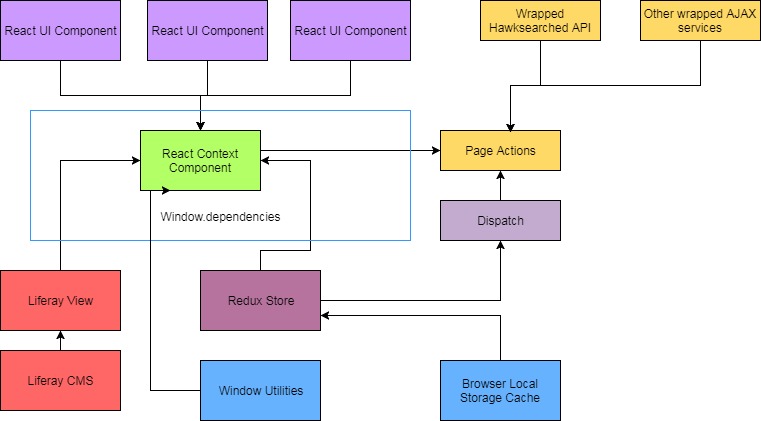 React UI Component
React UI Component
React UI Component
Wrapped
Hawksearched API
Other wrapped AJAX
services
React Context
Component
Page Actions
Window.dependencies
Dispatch
Liferay View
Redux Store
Liferay CMS
Window Utilities
Browser Local
Storage Cache